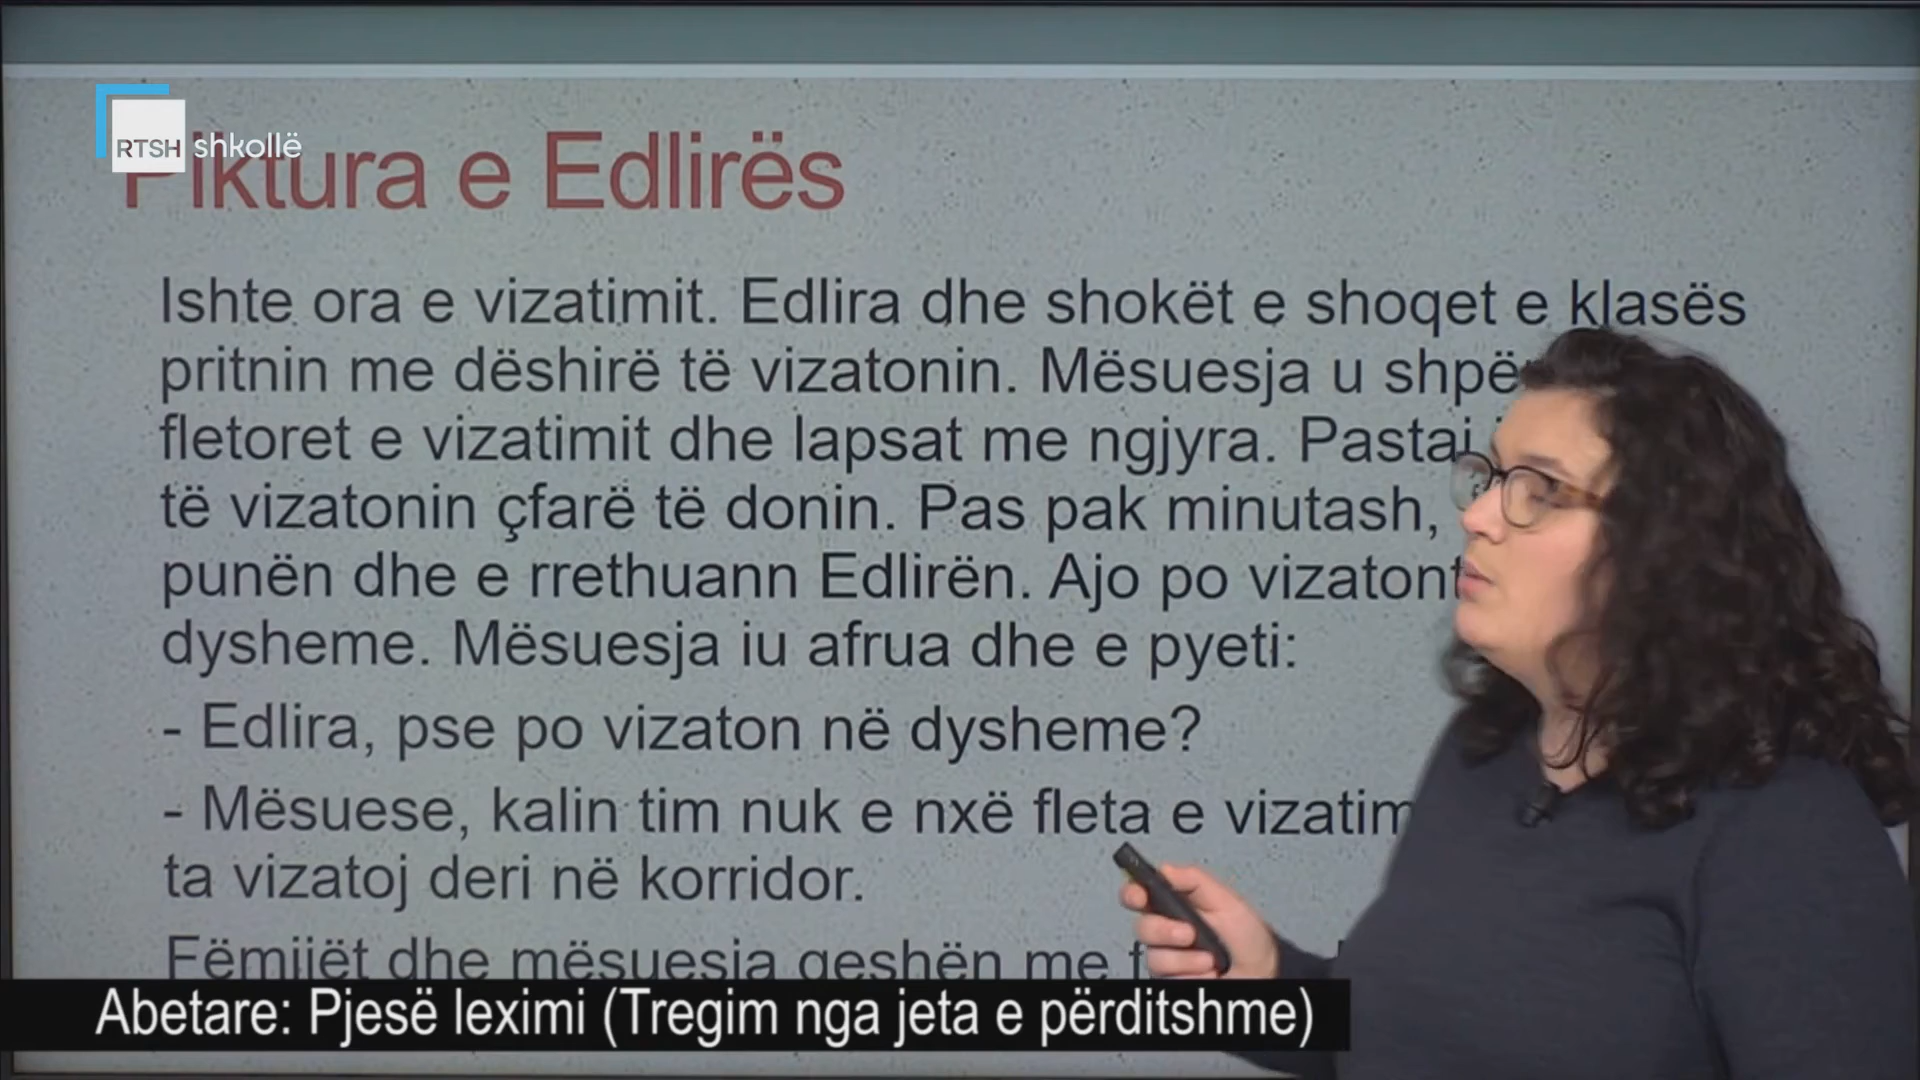 RTSH shkollë
Piktura e Edlirës
Ishte ora e vizatimit. Edlira dhe shokët e shoqet e klasës
pritnin me dëshirë të vizatonin. Mësuesja u
fletoret e vizatimit dhe lapsat me ngjyra. Pastaj
të vizatonin çfarë të donin. Pas pak minutash,
punën dhe e rrethuann Edlirën. Ajo po
dysheme. Mësuesja iu afrua dhe e pyeti:
- Edlira, pse po vizaton në dysheme?
- Mësuese, kalin tim nuk e nxë fleta e
ta vizatoj deri në korridor.
Fëmijët dhe mësuesja qeshën me
Abetare: Pjesë leximi (Tregim nga jeta e përditshme)